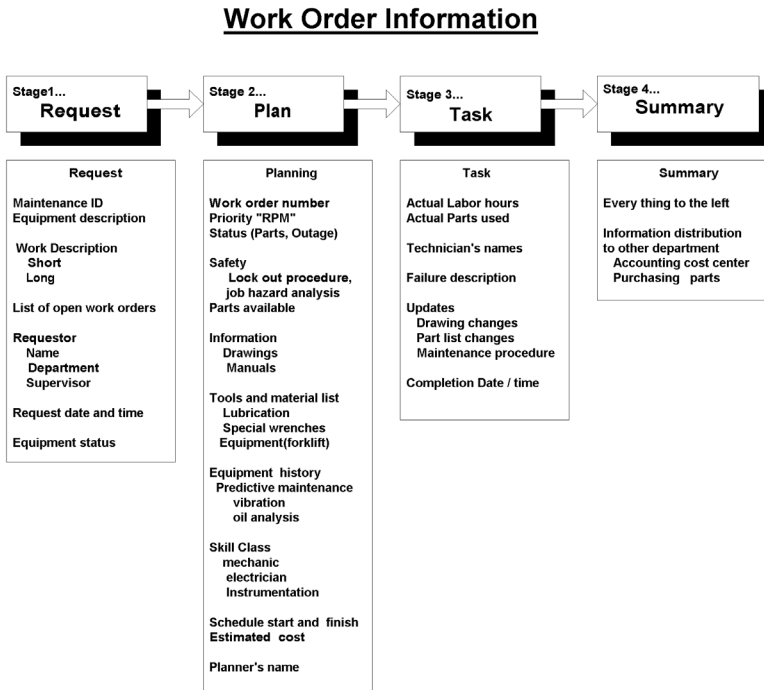 Work Order Information
Stage1...
Request
Stage 2...
Plan
Stage 3...
Task
Stage 4...
Summary
Request
Maintenance ID
Equipment description
Work Description
Short
Long
List of open work orders
Requestor
Name
Department
Supervisor
Request date and time
Equipment status
Planning
Work order number
Priority "RPM"
Status (Parts, Outage)
Safety
Lock out procedure,
job hazard analysis
Parts available
Information
Drawings
Manuals
Tools and material list
Lubrication
Special wrenches
Equipment(forklift)
Equipment history
Predictive maintenance
vibration
oil analysis
Skill Class
mechanic
electrician
Instrumentation
Schedule start and finish
Estimated cost
Planner's name
Task
Actual Labor hours
Actual Parts used
Technician's names
Failure description
Updates
Drawing changes
Part list changes
Maintenance procedure
Completion Date / time
Summary
Every thing to the left
Information distribution
to other department
Accounting cost center
Purchasing parts